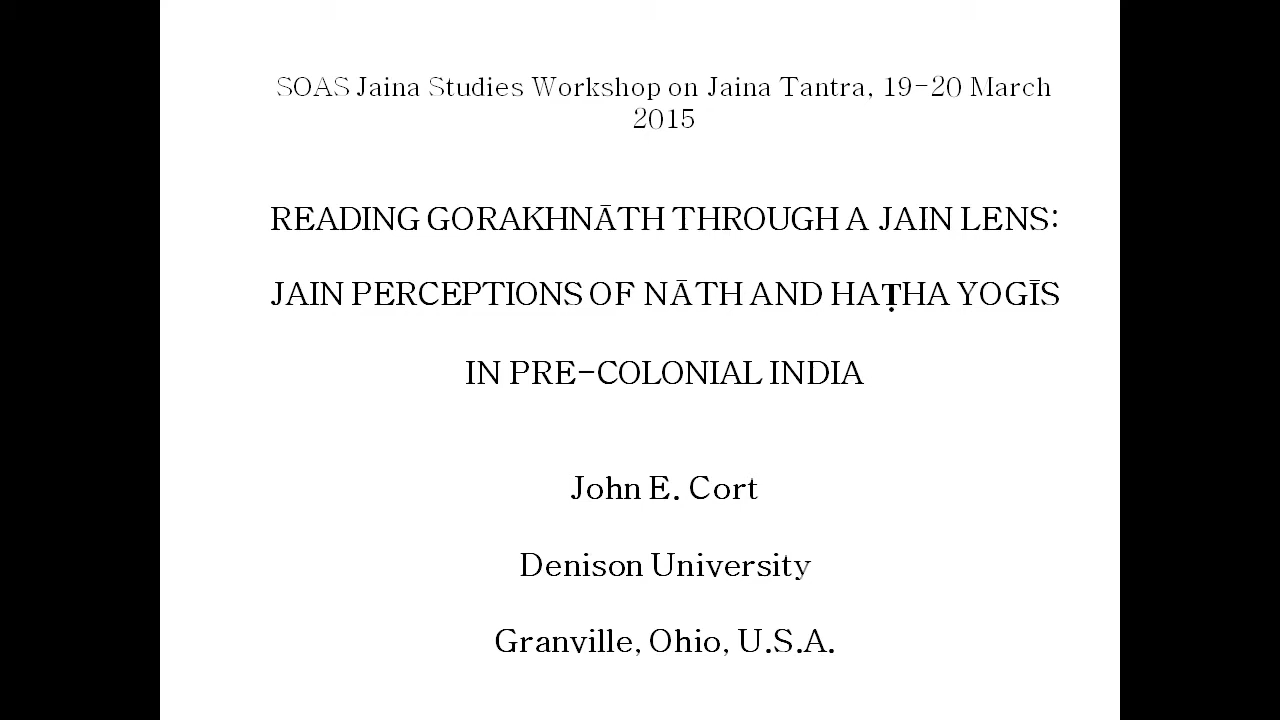 SOAS Jaina Studies Workshop on Jaina Tantra, 19-20 March
2015
READING GORAKHNĀTH THROUGH A JAIN LENS:
JAIN PERCEPTIONS OF NĀTH AND HAṬHA YOGĪS
IN PRE-COLONIAL INDIA
John E. Cort
Denison University
Granville, Ohio, U.S.A.